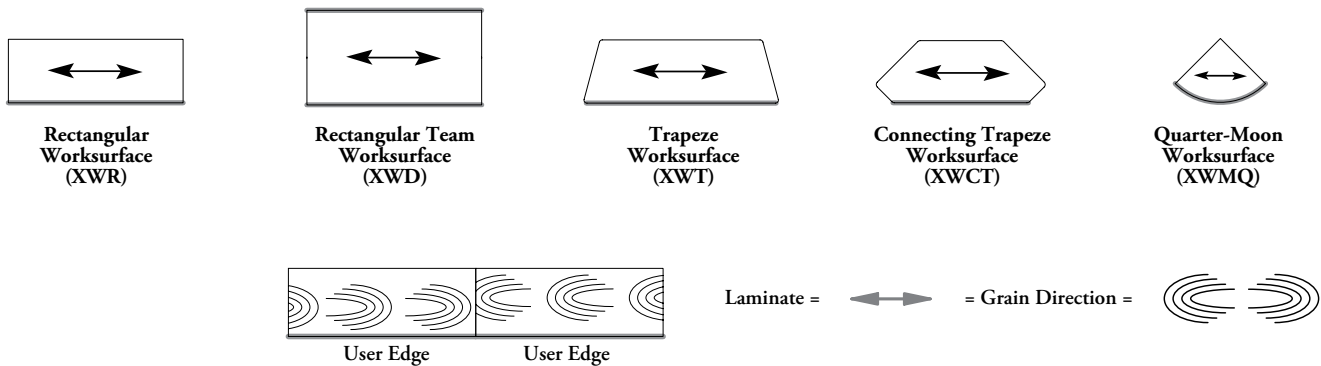 Rectangular
Worksurface
(XWR)
Rectangular Team
Worksurface
(XWD)
Trapeze
Worksurface
(XWT)
Connecting Trapeze
Worksurface
(XWCT)
Quarter-Moon
Worksurface
(XWMQ)
Laminate = = Grain Direction =
User Edge User Edge